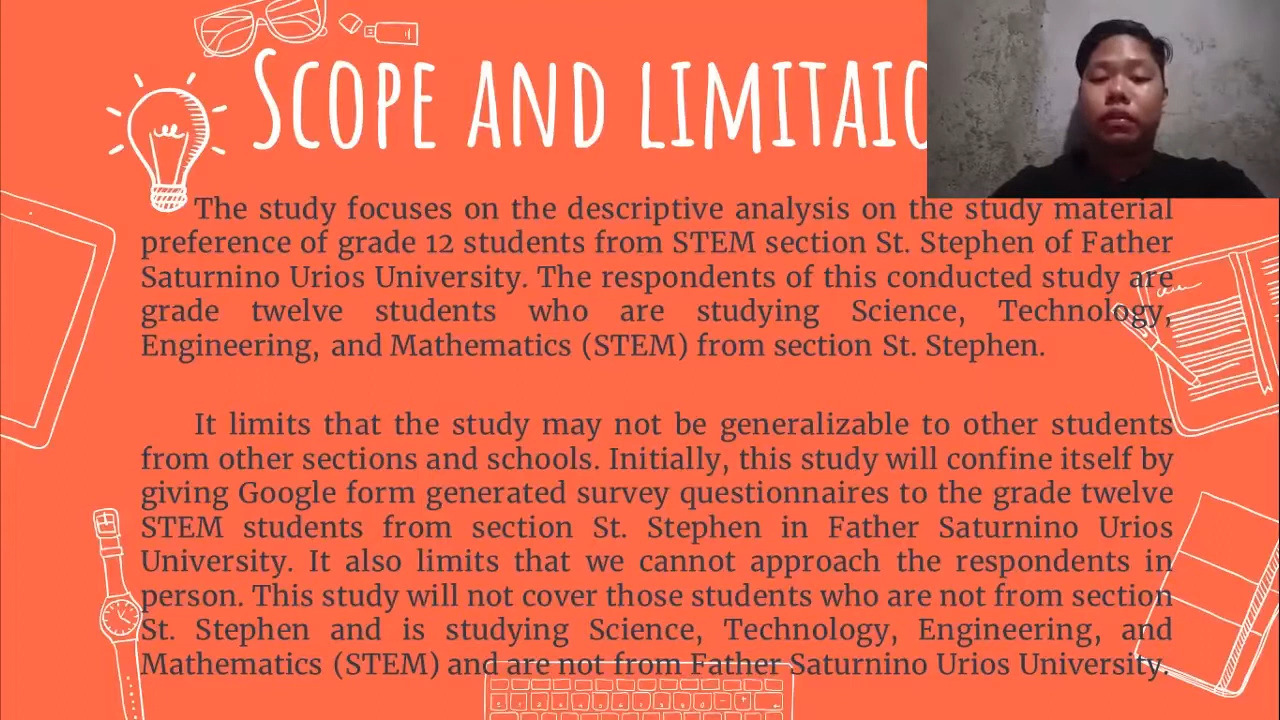 SCOPE AND LIMITAIO
The study focuses on the descriptive analysis on the study material
preference of grade 12 students from STEM section St. Stephen of Father
Saturnino Urios University. The respondents of this conducted study are
grade twelve students who are studying Science, Technology,
Engineering, and Mathematics (STEM) from section St. Stephen.
It limits that the study may not be generalizable to other students
from other sections and schools. Initially, this study will confine itself by
giving Google form generated survey questionnaires to the grade twelve
STEM students from section St. Stephen in Father Saturnino Urios
University. It also limits that we cannot approach the respondents in
person. This study will not cover those students who are not from section
St. Stephen and is studying Science, Technology, Engineering, and
Mathematics (STEM) and are not from Father Saturnino Urios University.